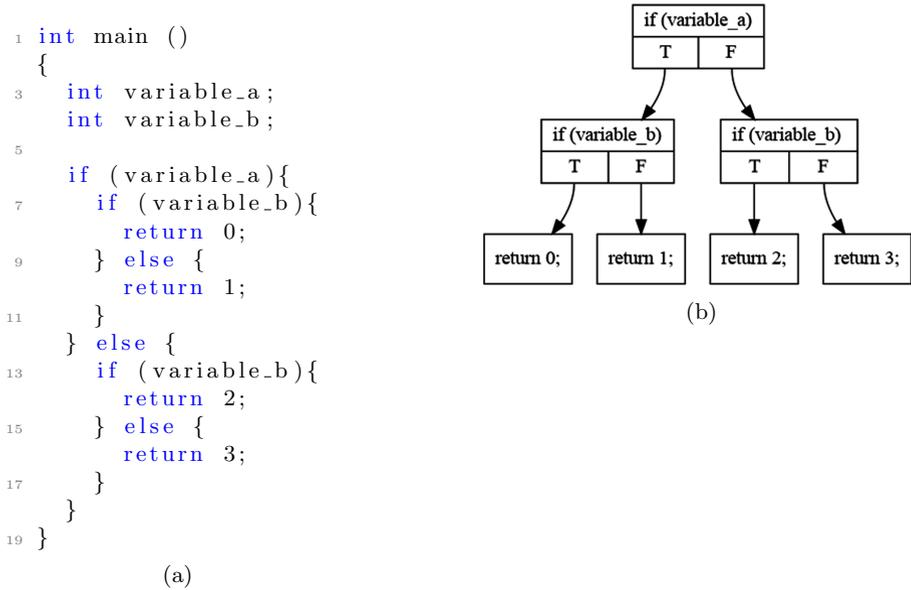 1 int main ()
{
3 int variable_a;
int variable_b;
5
if (variable_a){
7 if (variable_b){
return 0;
9 } else {
return 1;
11 }
} else {
13 if (variable_b){
return 2;
15 } else {
return 3;
17 }
}
19 }
(a)
if (variable_a)
T F
if (variable_b) if (variable_b)
T F T F
return 0; return 1; return 2; return 3;
(b)